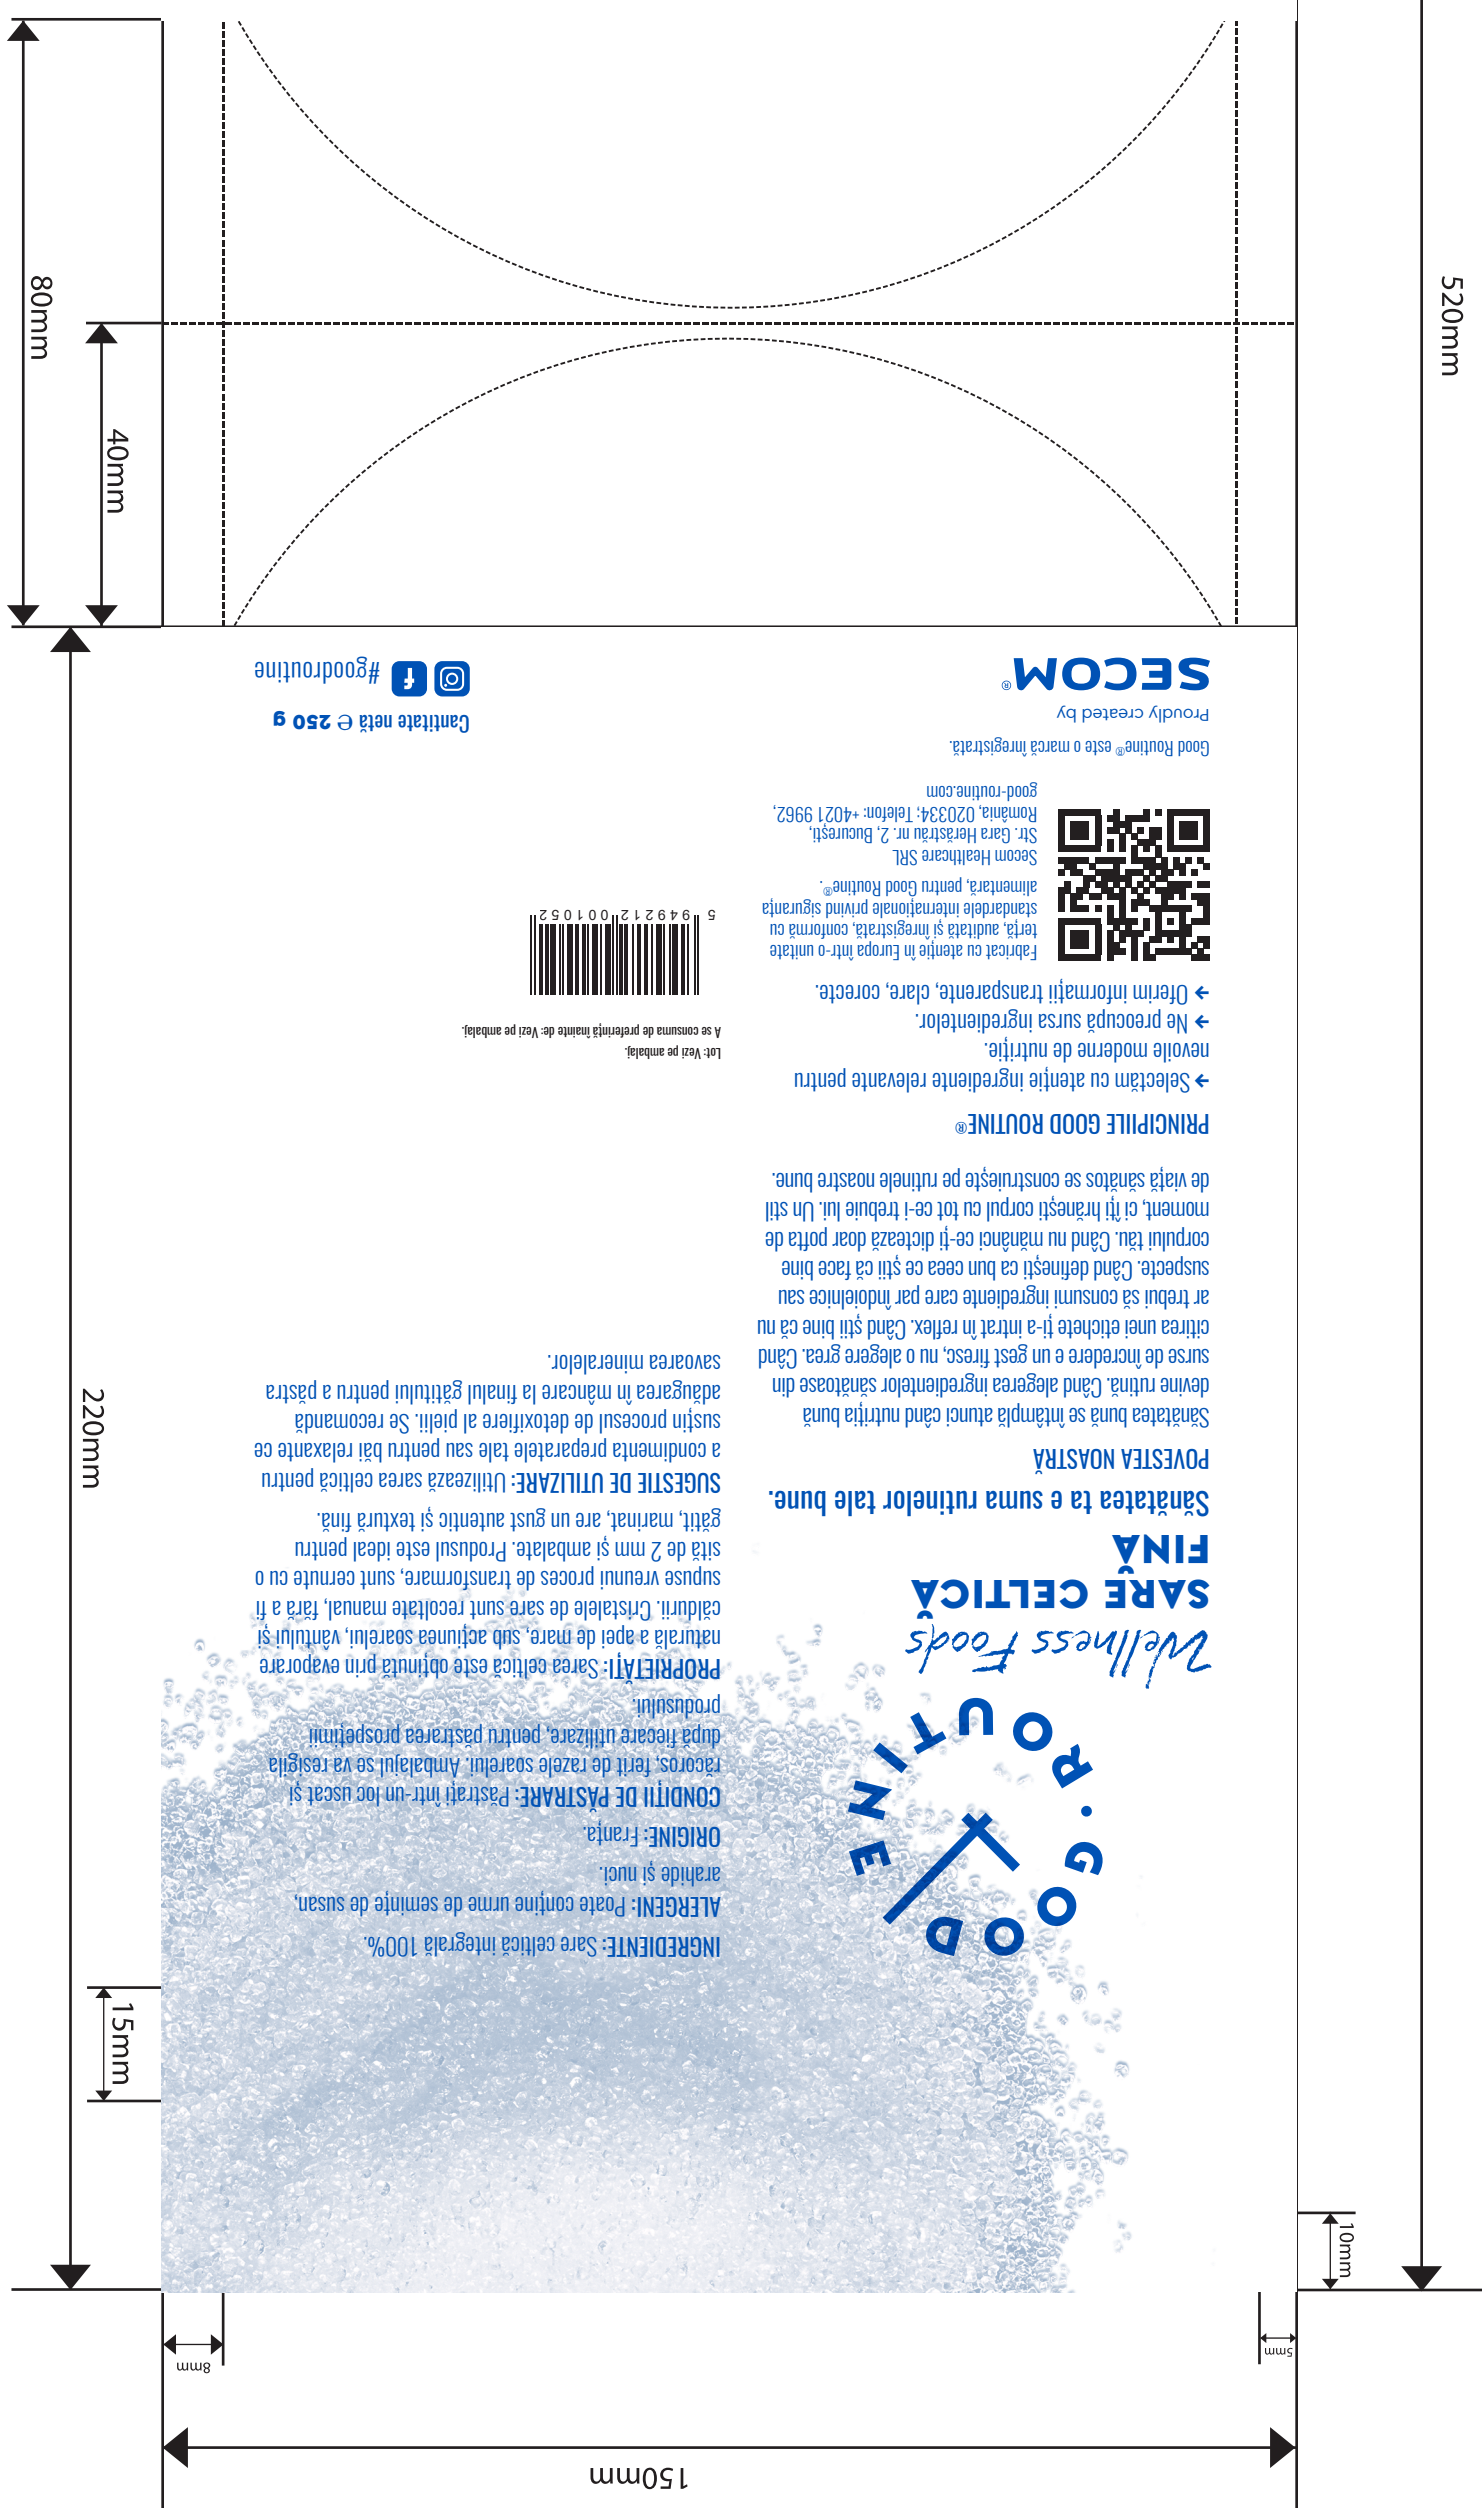 GOOD · ROUTINE
Wellness Foods
SARE CELTICĂ
FINĂ
Sănătatea ta e suma rutinelor tale bune.
POVESTEA NOASTRĂ
Sănătatea bună se întâmplă atunci când nutriția bună
devine rutină. Când alegerea ingredientelor sănătoase din
surse de încredere e un gest firesc, nu o alegere grea. Când
citirea unei etichete ți-a intrat în reflex. Când știi bine că nu
ar trebui să consumi ingrediente care par îndoielnice sau
suspecte. Când definești ca bun ceea ce știi că face bine
corpului tău. Când nu mănânci ce-ți dictează doar pofta de
moment, ci îți hrănești corpul cu tot ce-i trebuie lui. Un stil
de viață sănătos se construiește pe rutinele noastre bune.
PRINCIPIILE GOOD ROUTINE®
→ Selectăm cu atenție ingrediente relevante pentru
nevoile moderne de nutriție.
→ Ne preocupă sursa ingredientelor.
→ Oferim informații transparente, clare, corecte.
Fabricat cu atenție în Europa într-o unitate
terță, auditată și înregistrată, conformă cu
standardele internaționale privind siguranța
alimentară, pentru Good Routine®.
Secom Healthcare SRL
Str. Gara Herăstrău nr. 2, București,
România, 020334; Telefon: +4021 9962,
good-routine.com
Good Routine® este o marcă înregistrată.
Proudly created by
SECOM®
INGREDIENTE: Sare celtică integrală 100%.
ALERGENI: Poate conține urme de semințe de susan,
arahide și nuci.
ORIGINE: Franța.
CONDIȚII DE PĂSTRARE: Păstrați într-un loc uscat și
răcoros, ferit de razele soarelui. Ambalajul se va resigila
după fiecare utilizare, pentru păstrarea prospețimii
produsului.
PROPRIETĂȚI: Sarea celtică este obținută prin evaporare
naturală a apei de mare, sub acțiunea soarelui, vântului și
căldurii. Cristalele de sare sunt recoltate manual, fără a fi
supuse vreunui proces de transformare, sunt cernute cu o
sită de 2 mm și ambalate. Produsul este ideal pentru
gătit, marinat, are un gust autentic și textură fină.
SUGESTIE DE UTILIZARE: Utilizează sarea celtică pentru
a condimenta preparatele tale sau pentru băi relaxante ce
susțin procesul de detoxifiere al pielii. Se recomandă
adăugarea în mâncare la finalul gătitului pentru a păstra
savoarea mineralelor.
Lot: Vezi pe ambalaj.
A se consuma de preferință înainte de: Vezi pe ambalaj.
5 949212 001052
Cantitate netă ℮ 250 g
#goodroutine
80mm
40mm
220mm
15mm
520mm
10mm
8mm
5mm
150mm